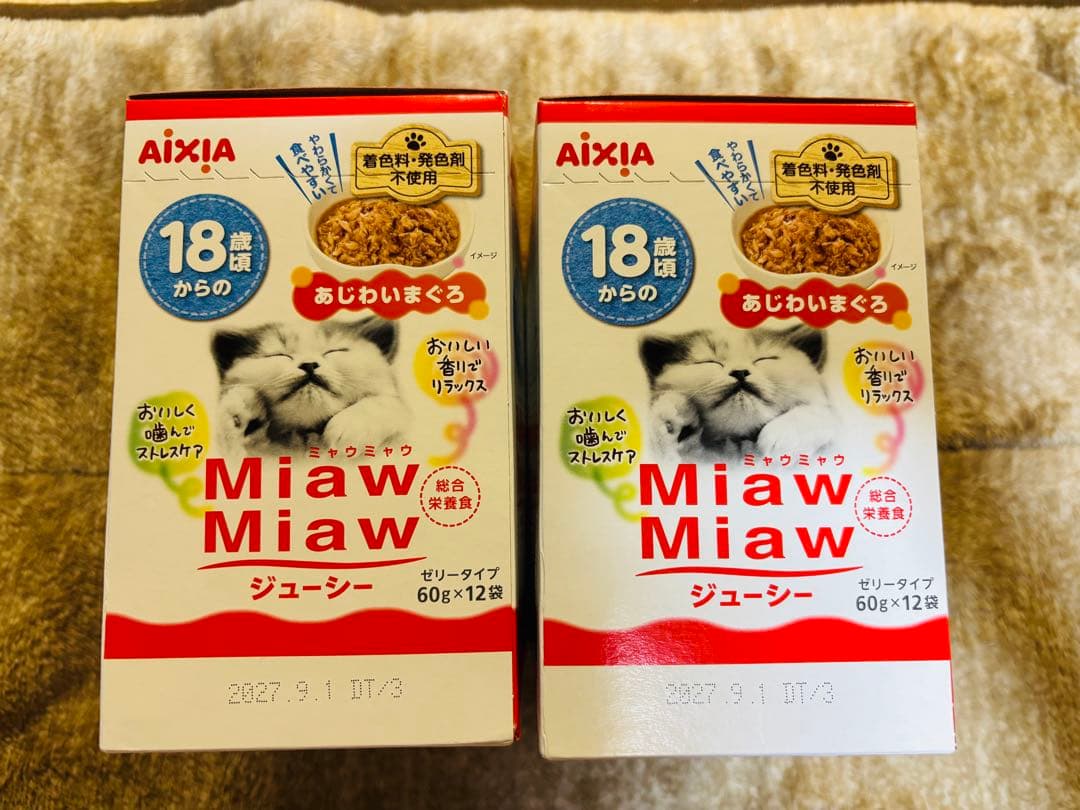 AIXIA
やわらかくて
食べやすい
着色料・発色剤
不使用
18歳頃
からの
イメージ
あじわいまぐろ
おいしい
香りで
リラックス
おいしく
噛んで
ストレスケア
ミャウミャウ
Miaw
Miaw
総合
栄養食
ジューシー
ゼリータイプ
60g×12袋
2027.9.1 DT/3
AIXIA
やわらかくて
食べやすい
着色料・発色剤
不使用
18歳頃
からの
イメージ
あじわいまぐろ
おいしい
香りで
リラックス
おいしく
噛んで
ストレスケア
ミャウミャウ
Miaw
Miaw
総合
栄養食
ジューシー
ゼリータイプ
60g×12袋
2027.9.1 DT/3